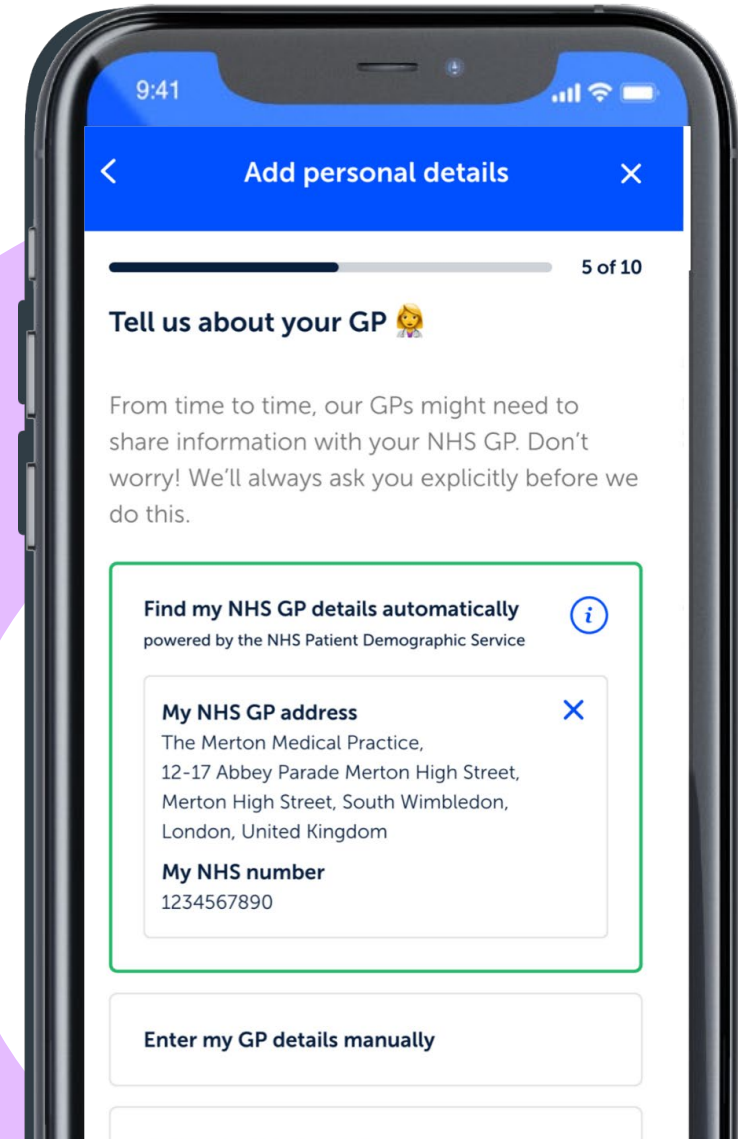 9:41
Add personal details
5 of 10
Tell us about your GP 👩‍⚕️
From time to time, our GPs might need to
share information with your NHS GP. Don’t
worry! We’ll always ask you explicitly before we
do this.
Find my NHS GP details automatically
i
powered by the NHS Patient Demographic Service
My NHS GP address
The Merton Medical Practice,
12-17 Abbey Parade Merton High Street,
Merton High Street, South Wimbledon,
London, United Kingdom
My NHS number
1234567890
Enter my GP details manually